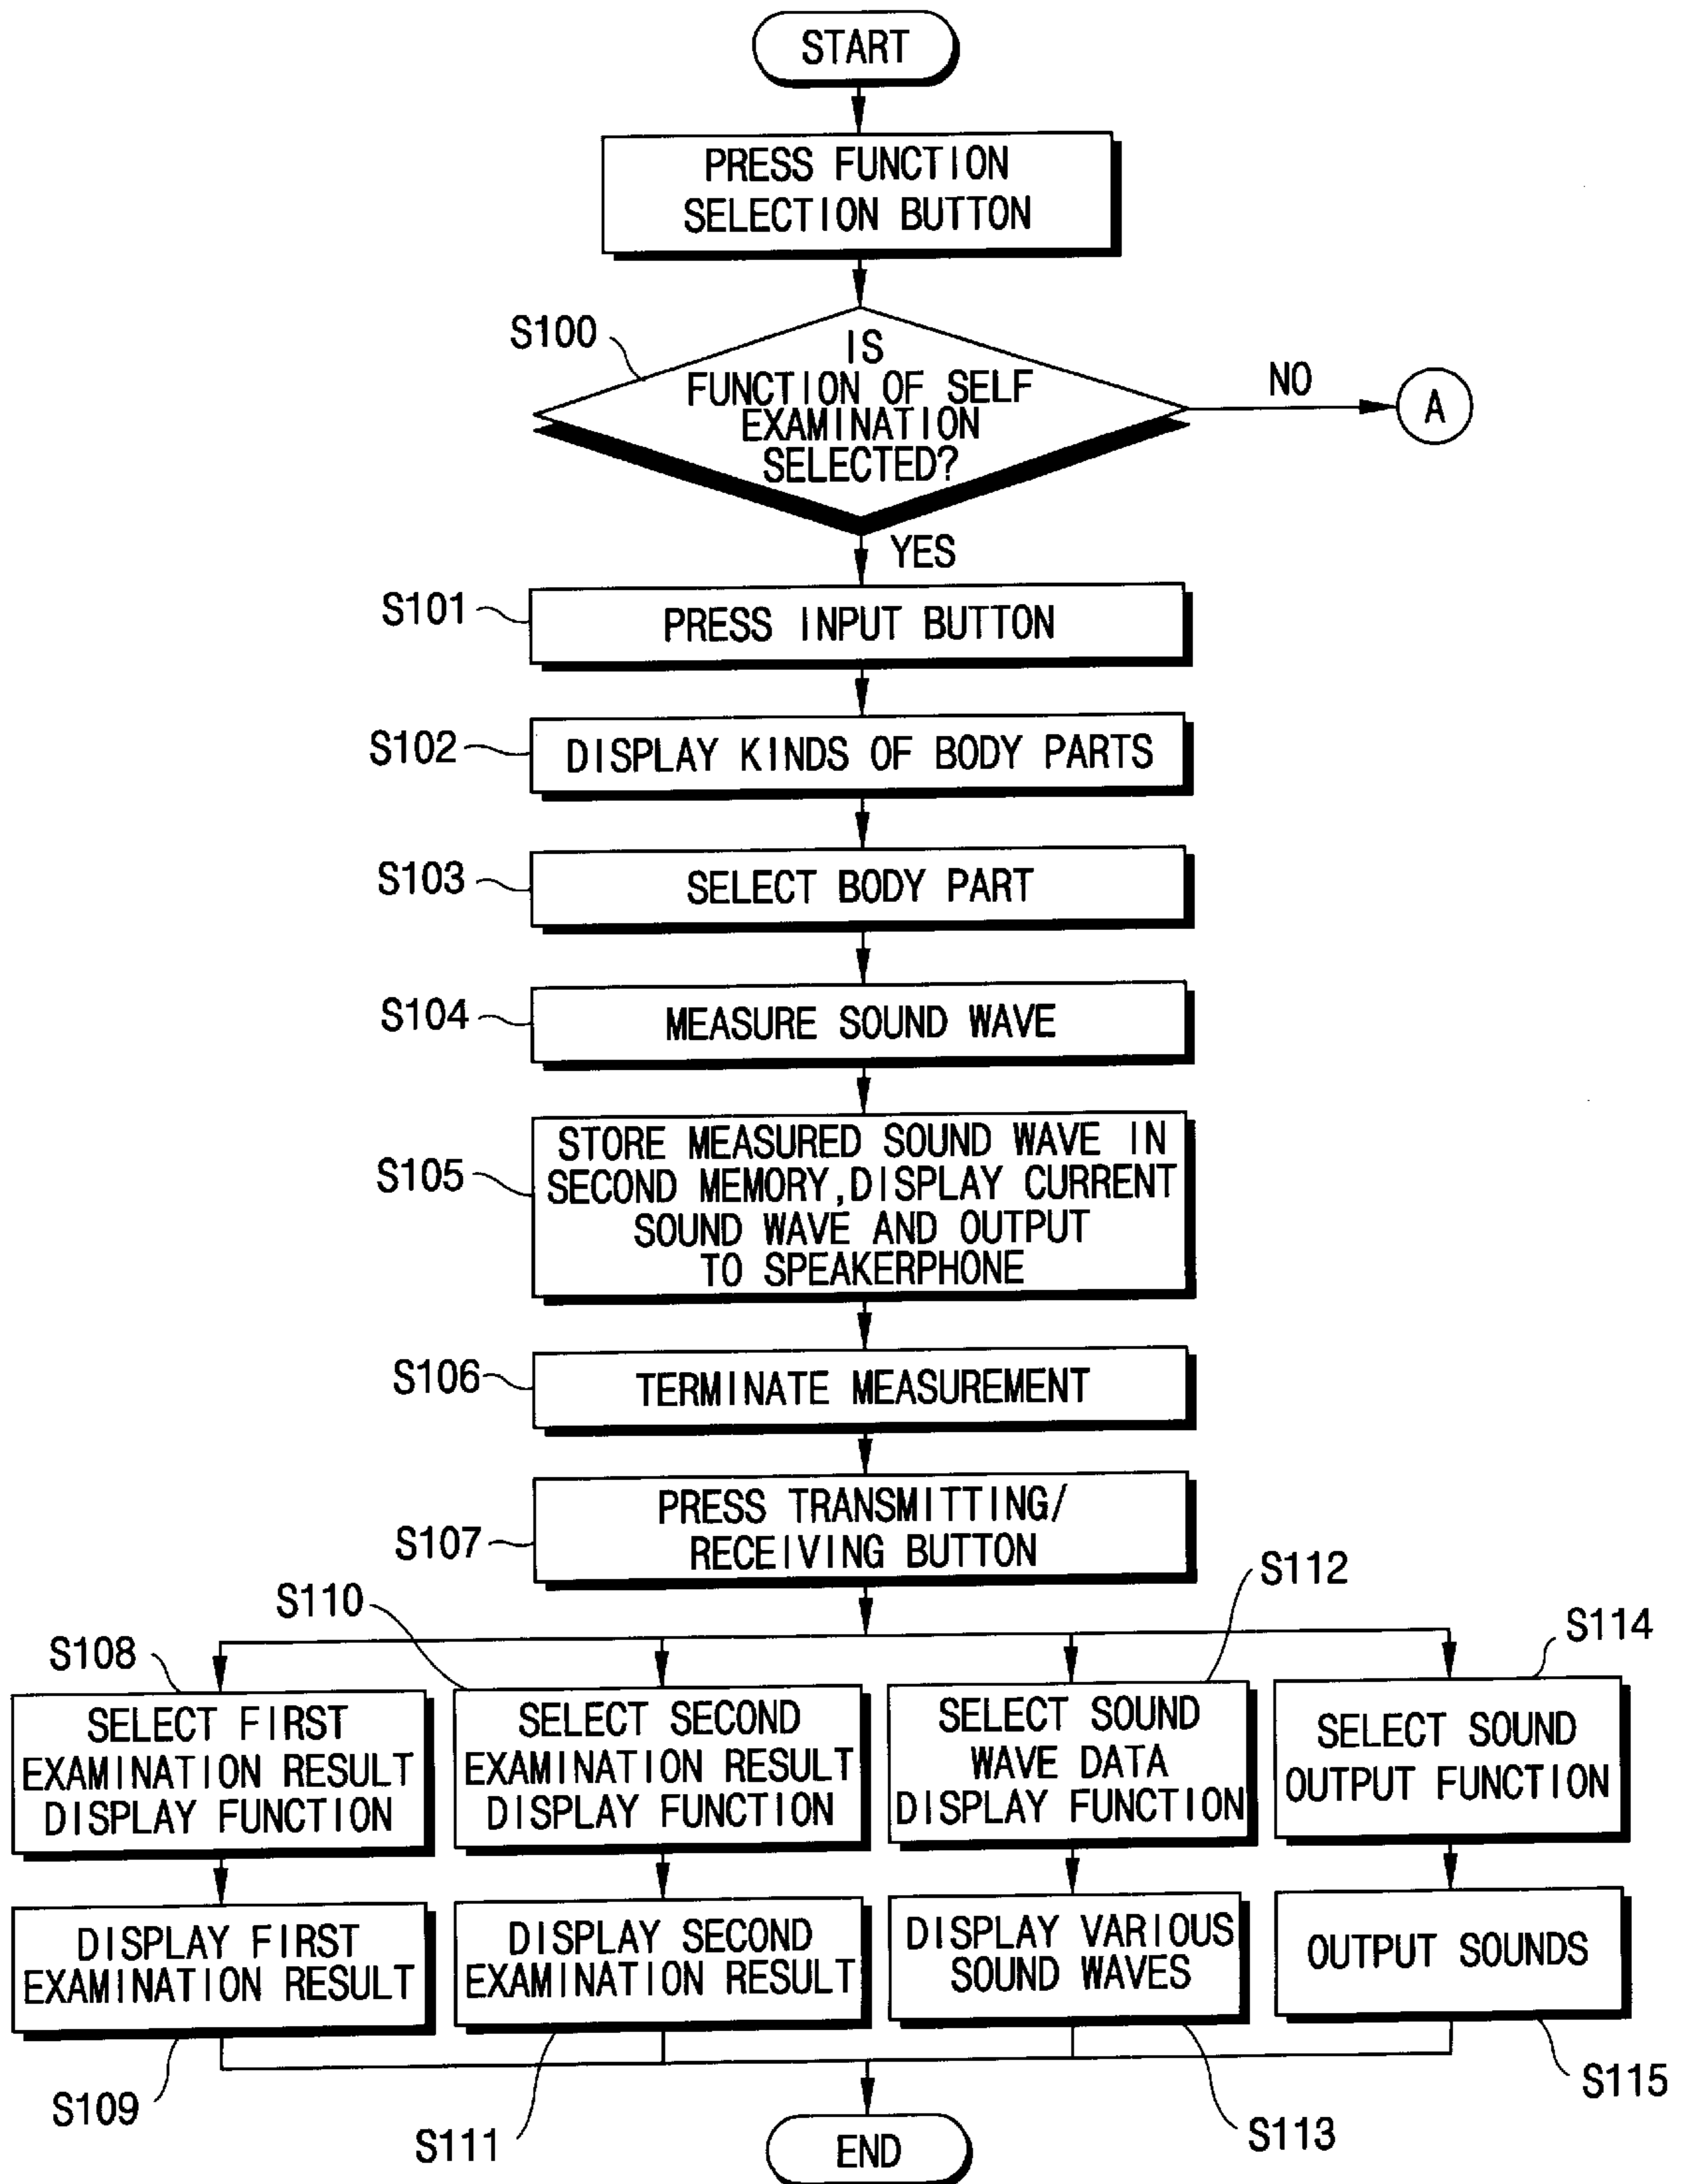 START
PRESS FUNCTION
SELECTION BUTTON
S100
IS
FUNCTION OF SELF
EXAMINATION
SELECTED?
NO
A
YES
S101
PRESS INPUT BUTTON
S102
DISPLAY KINDS OF BODY PARTS
S103
SELECT BODY PART
S104
MEASURE SOUND WAVE
S105
STORE MEASURED SOUND WAVE IN
SECOND MEMORY,DISPLAY CURRENT
SOUND WAVE AND OUTPUT
TO SPEAKERPHONE
S106
TERMINATE MEASUREMENT
S107
PRESS TRANSMITTING/
RECEIVING BUTTON
S108
SELECT FIRST
EXAMINATION RESULT
DISPLAY FUNCTION
S110
SELECT SECOND
EXAMINATION RESULT
DISPLAY FUNCTION
S112
SELECT SOUND
WAVE DATA
DISPLAY FUNCTION
S114
SELECT SOUND
OUTPUT FUNCTION
DISPLAY FIRST
EXAMINATION RESULT
S109
DISPLAY SECOND
EXAMINATION RESULT
S111
DISPLAY VARIOUS
SOUND WAVES
S113
OUTPUT SOUNDS
S115
END